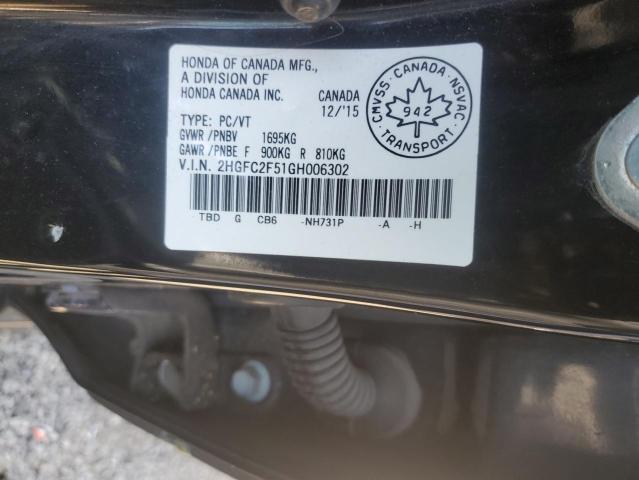 HONDA OF CANADA MFG.,
A DIVISION OF
HONDA CANADA INC. CANADA
12/'15
TYPE: PC/VT
GVWR/PNBV 1695KG
GAWR/PNBE F 900KG R 810KG
V.I.N. 2HGFC2F51GH006302
TBD G CB6 -NH731P -A -H
CMVSS · CANADA · NSVAC
942
TRANSPORT